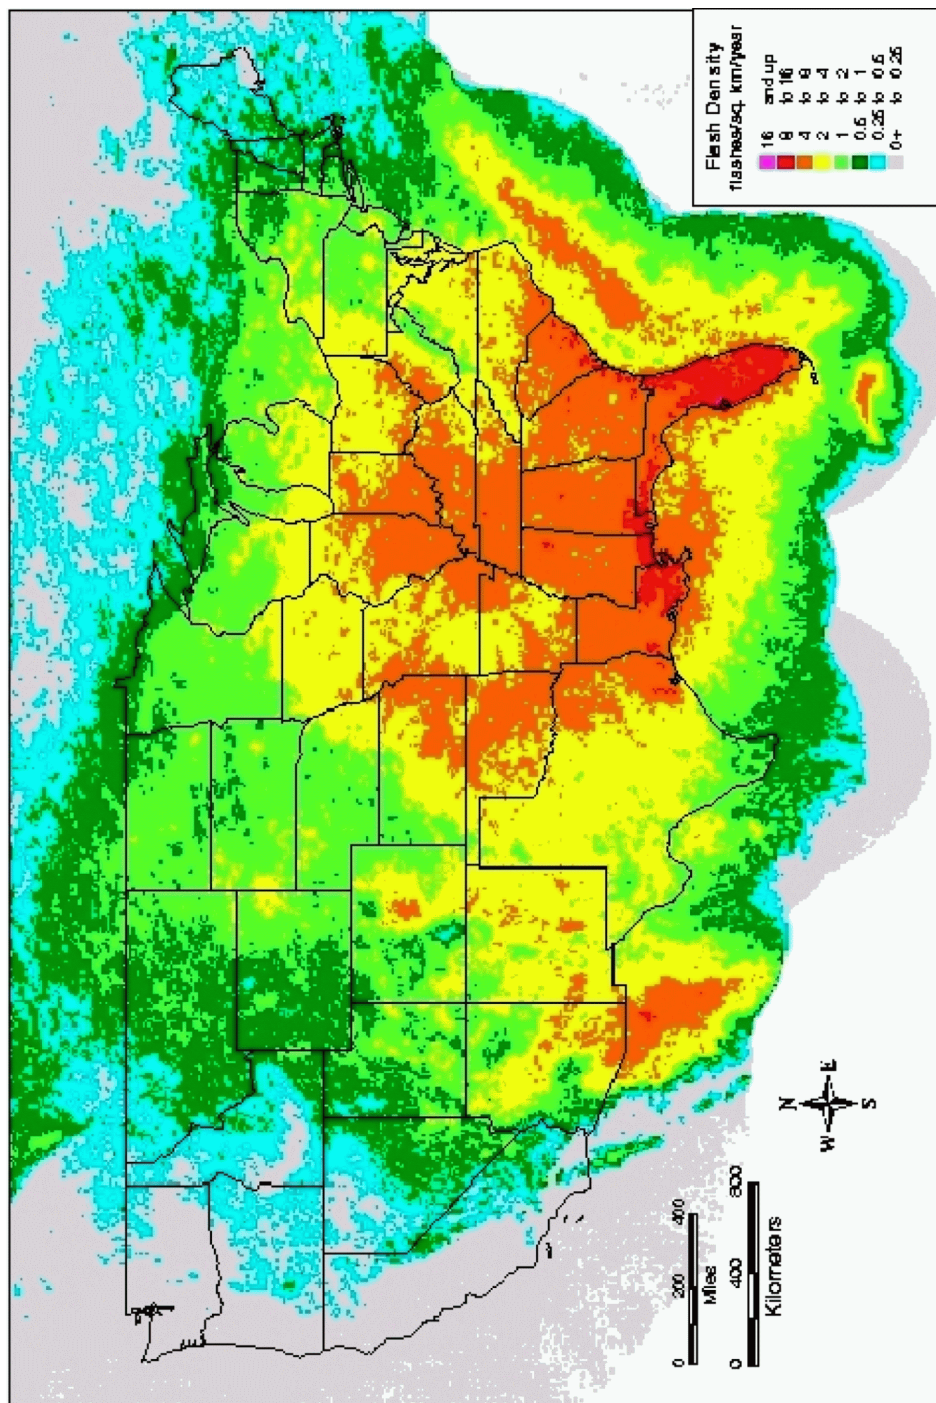 Flash Density
flashes/sq. km/year
16 and up
8 to 16
4 to 8
2 to 4
1 to 2
0.5 to 1
0.25 to 0.5
0+ to 0.25
N
W E
S
0 200 400
Miles
0 400 800
Kilometers